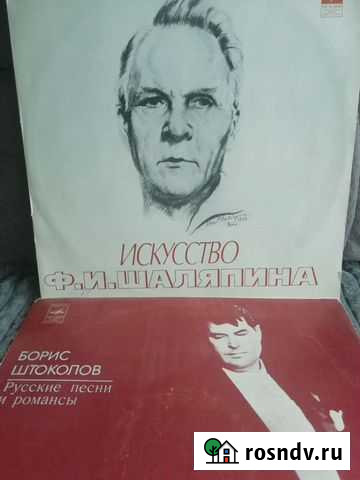 ИСКУССТВО
Ф.И.ШАЛЯПИНА
БОРИС
ШТОКОЛОВ
Русские песни
и романсы
rosndv.ru